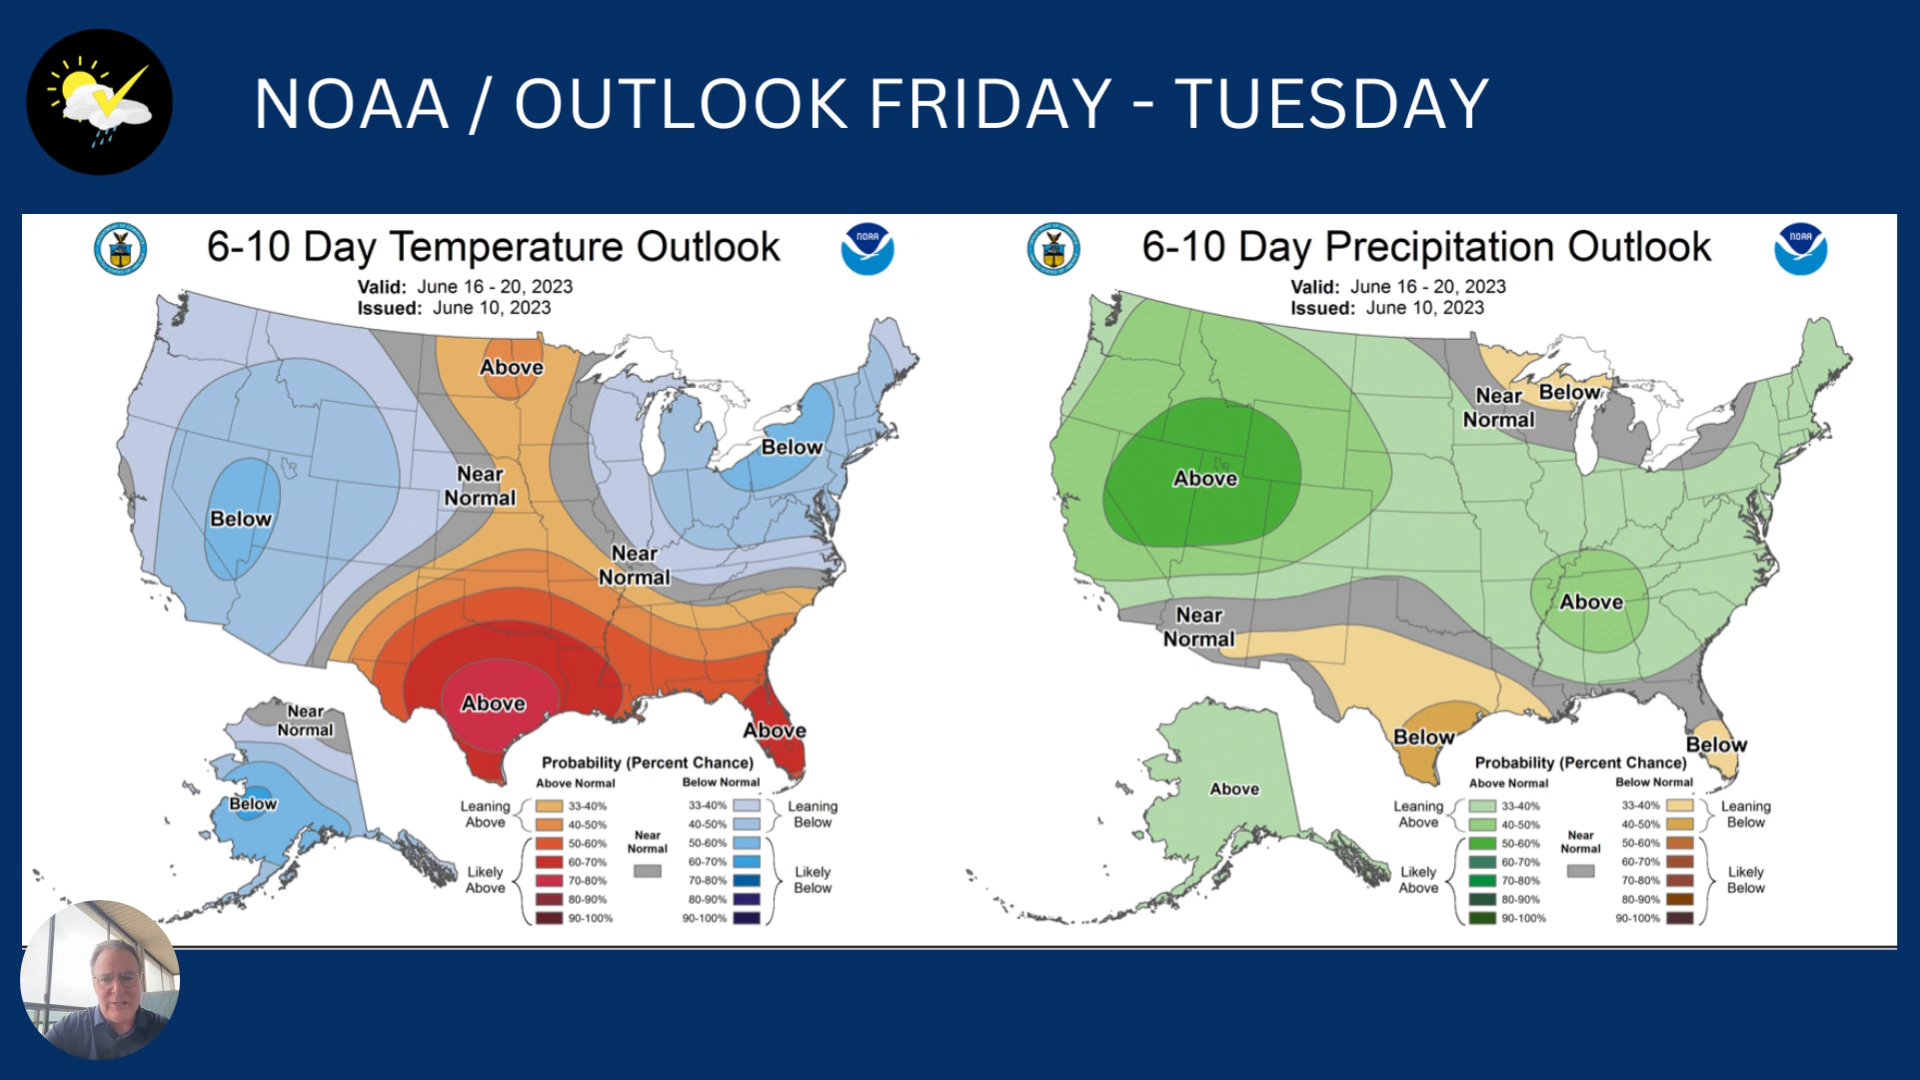 NOAA / OUTLOOK FRIDAY - TUESDAY
6-10 Day Temperature Outlook
NOAA
Valid: June 16 - 20, 2023
Issued: June 10, 2023
Above
Below
Near
Normal
Below
Near
Normal
Above
Above
Near
Normal
Below
Probability (Percent Chance)
Above Normal
Below Normal
Leaning
Above
33-40%
40-50%
Likely
Above
50-60%
60-70%
70-80%
80-90%
90-100%
Near
Normal
33-40%
40-50%
Leaning
Below
50-60%
60-70%
70-80%
80-90%
90-100%
Likely
Below
6-10 Day Precipitation Outlook
NOAA
Valid: June 16 - 20, 2023
Issued: June 10, 2023
Near
Normal
Below
Above
Above
Near
Normal
Below
Below
Above
Probability (Percent Chance)
Above Normal
Below Normal
Leaning
Above
33-40%
40-50%
Likely
Above
50-60%
60-70%
70-80%
80-90%
90-100%
Near
Normal
33-40%
40-50%
Leaning
Below
50-60%
60-70%
70-80%
80-90%
90-100%
Likely
Below